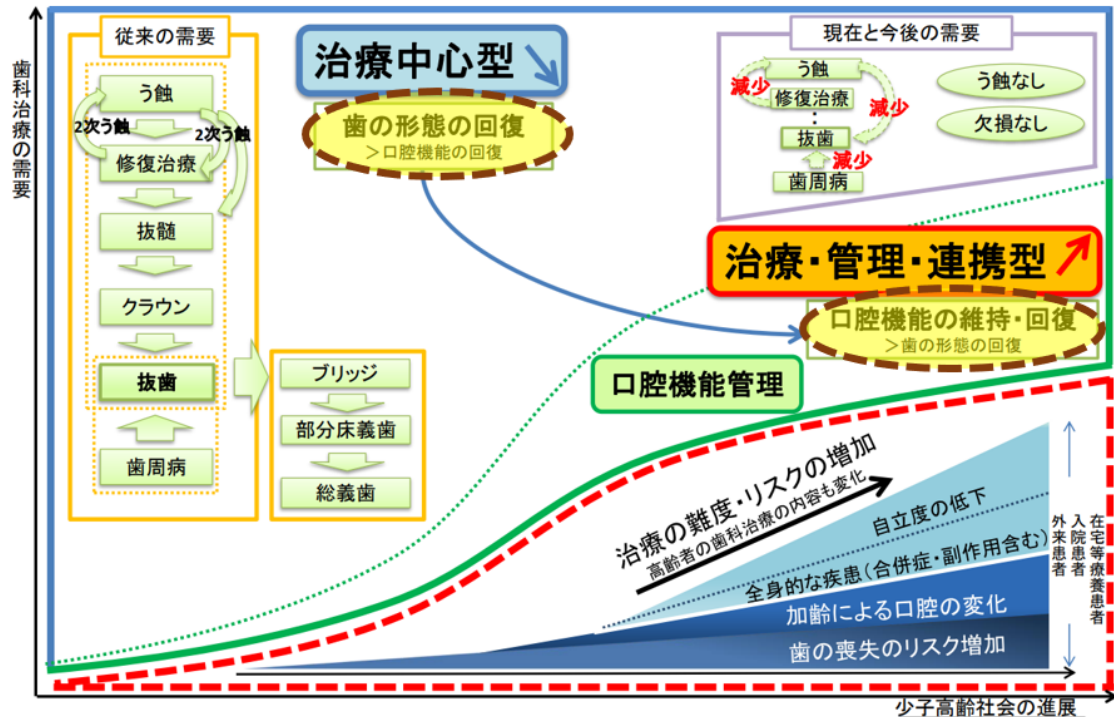 歯科治療の需要
従来の需要
う蝕
2次う蝕
2次う蝕
修復治療
抜髄
クラウン
抜歯
歯周病
ブリッジ
部分床義歯
総義歯
治療中心型
歯の形態の回復
＞口腔機能の回復
現在と今後の需要
う蝕
減少
修復治療
減少
⋮
抜歯
減少
歯周病
う蝕なし
欠損なし
治療・管理・連携型
口腔機能の維持・回復
＞歯の形態の回復
口腔機能管理
治療の難度・リスクの増加
高齢者の歯科治療の内容も変化
自立度の低下
全身的な疾患（合併症・副作用含む）
加齢による口腔の変化
歯の喪失のリスク増加
在宅等療養患者
入院患者
外来患者
少子高齢社会の進展